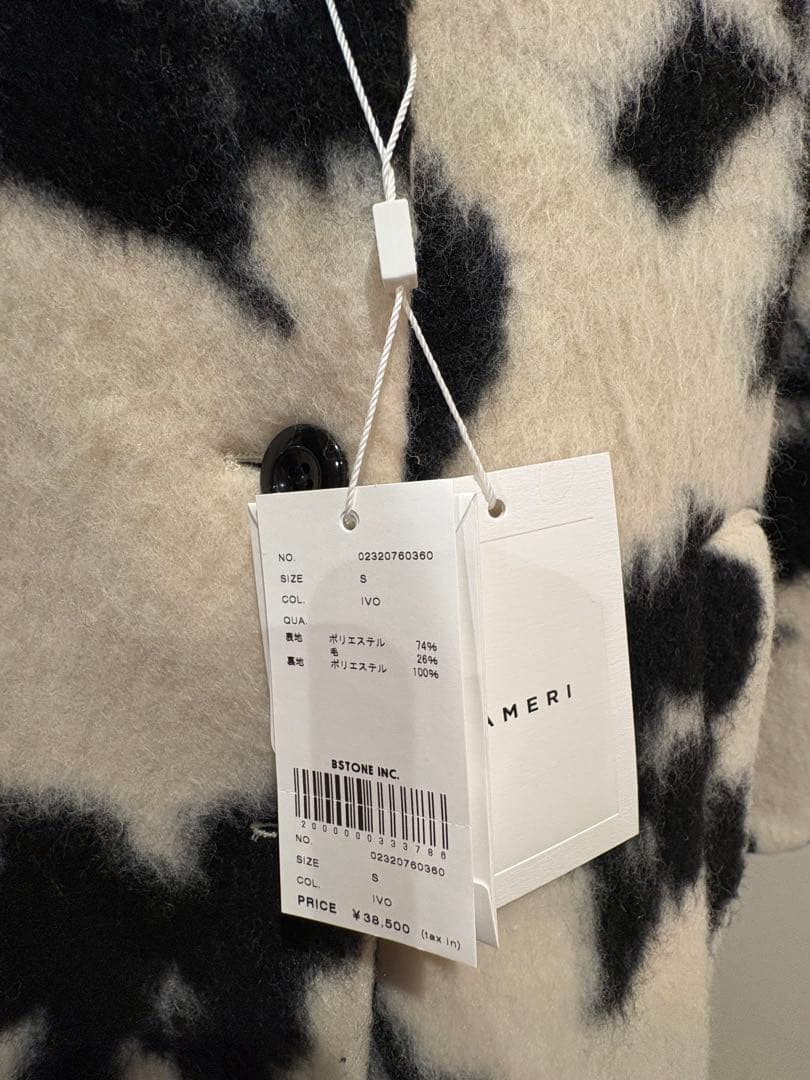 NO. 02320760360
SIZE S
COL. IVO
QUA.
表地 ポリエステル 74%
毛 26%
裏地 ポリエステル 100%
BSTONE INC.
2000000333786
NO. 02320760360
SIZE S
COL. IVO
PRICE ¥38,500 (tax in)
AMERI